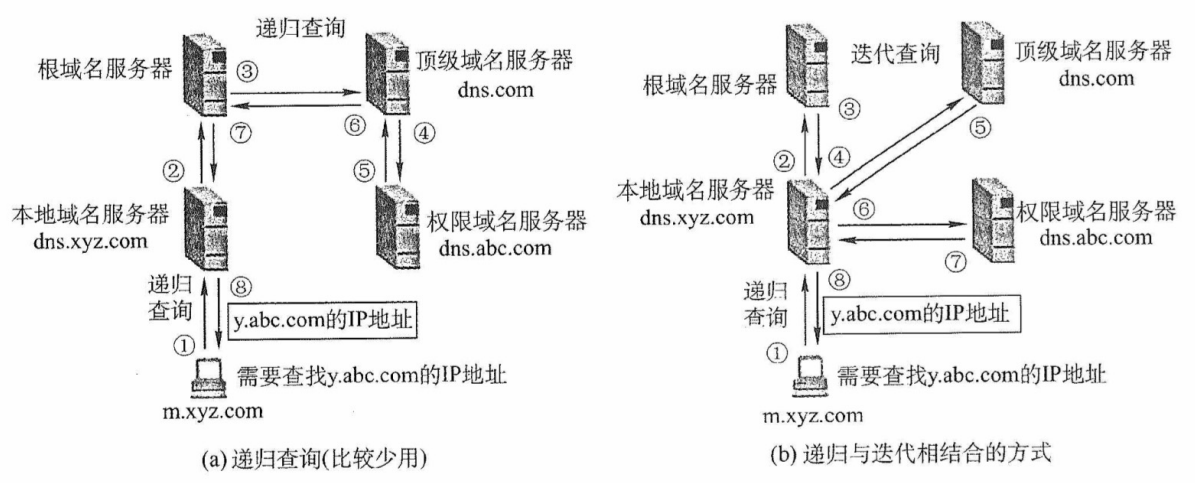 递归查询
根域名服务器
③
顶级域名服务器
dns.com
⑦
⑥
④
②
⑤
本地域名服务器
dns.xyz.com
权限域名服务器
dns.abc.com
递归
查询
⑧
y.abc.com的IP地址
①
需要查找y.abc.com的IP地址
m.xyz.com
(a) 递归查询(比较少用)
迭代查询
根域名服务器
顶级域名服务器
dns.com
③
⑤
②
④
本地域名服务器
dns.xyz.com
⑥
权限域名服务器
dns.abc.com
⑦
递归
查询
⑧
y.abc.com的IP地址
①
需要查找y.abc.com的IP地址
m.xyz.com
(b) 递归与迭代相结合的方式